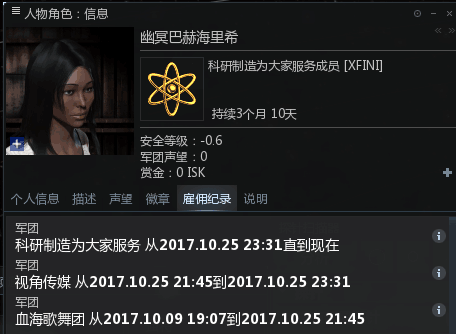 人物角色：信息
幽冥巴赫海里希
科研制造为大家服务成员 [XFINI]
持续3个月 10天
安全等级：-0.6
军团声望：0
赏金：0 ISK
个人信息 描述 声望 徽章 雇佣纪录 说明
军团
科研制造为大家服务 从2017.10.25 23:31直到现在
军团
视角传媒 从2017.10.25 21:45到2017.10.25 23:31
军团
血海歌舞团 从2017.10.09 19:07到2017.10.25 21:45